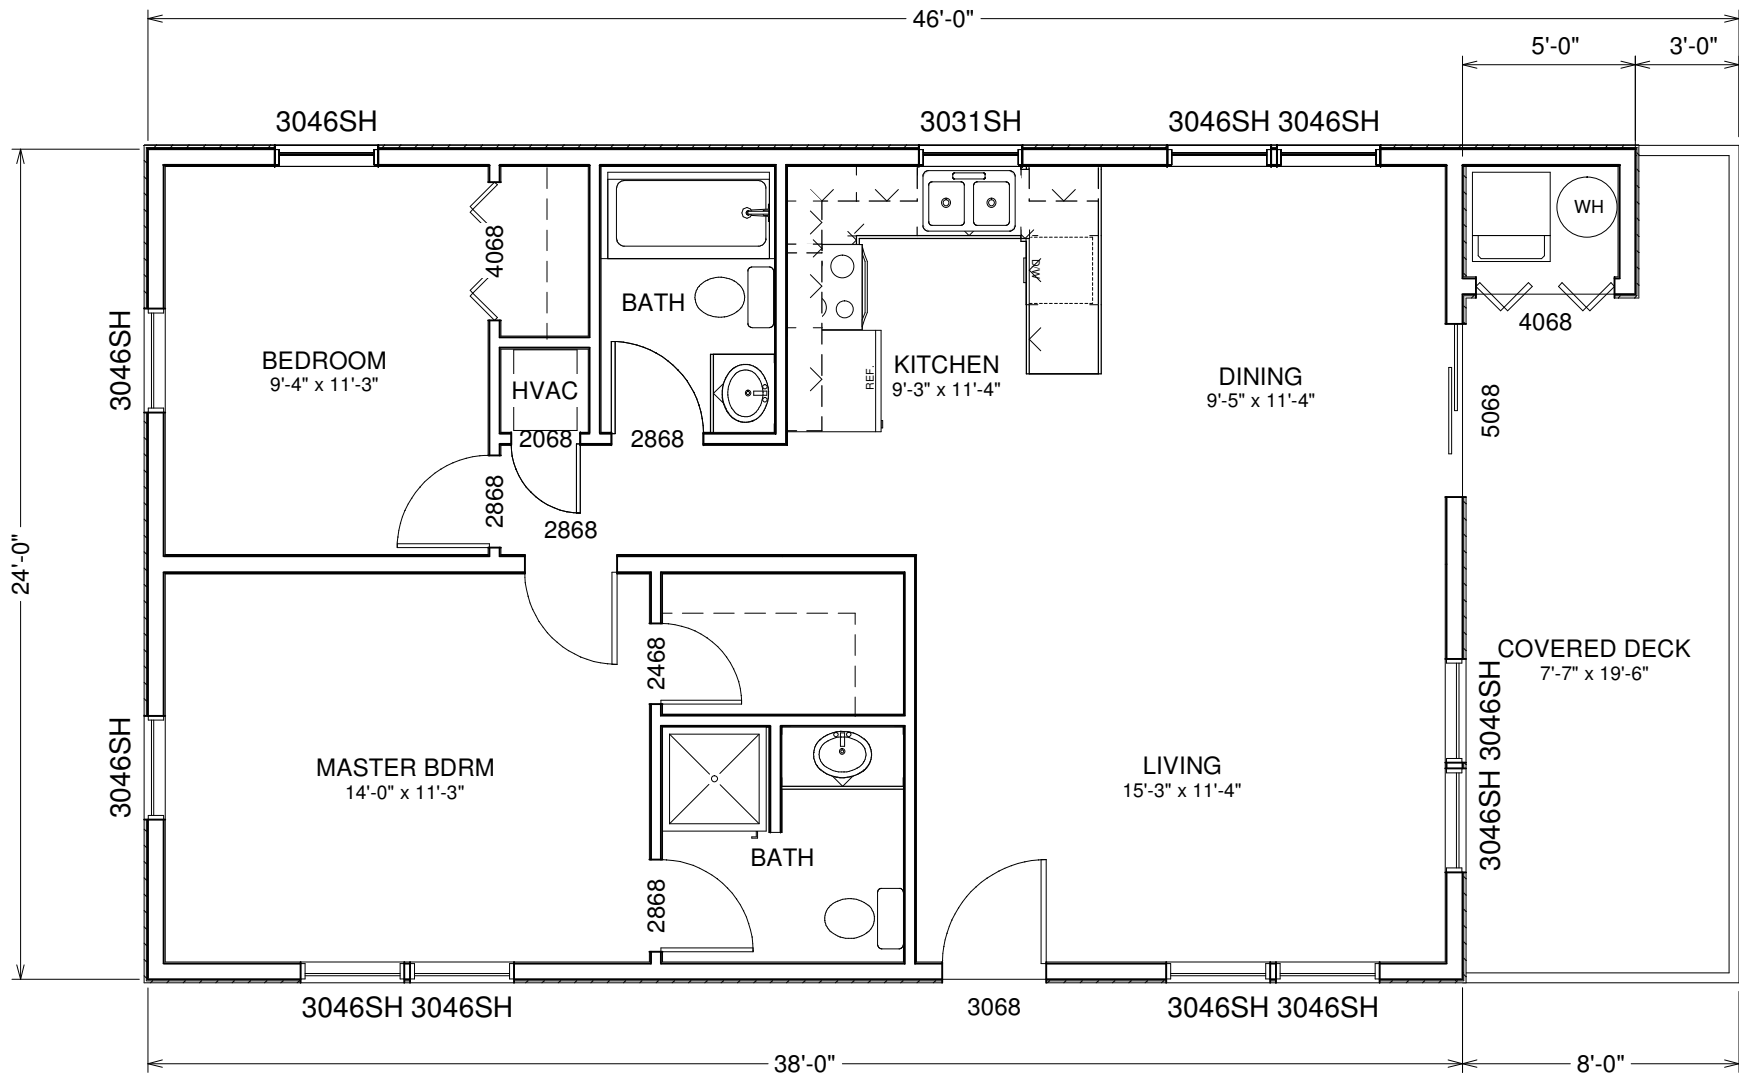 46'-0"
5'-0" 3'-0"
3046SH 3031SH 3046SH 3046SH
WH
4068
BATH
4068
3046SH
BEDROOM
9'-4" x 11'-3"
HVAC
KITCHEN
9'-3" x 11'-4"
REF.
D/W
DINING
9'-5" x 11'-4"
5068
2068 2868
2868
2868
24'-0"
2468
COVERED DECK
7'-7" x 19'-6"
3046SH
3046SH 3046SH
MASTER BDRM
14'-0" x 11'-3"
LIVING
15'-3" x 11'-4"
BATH
2868
3046SH 3046SH 3068 3046SH 3046SH
38'-0" 8'-0"